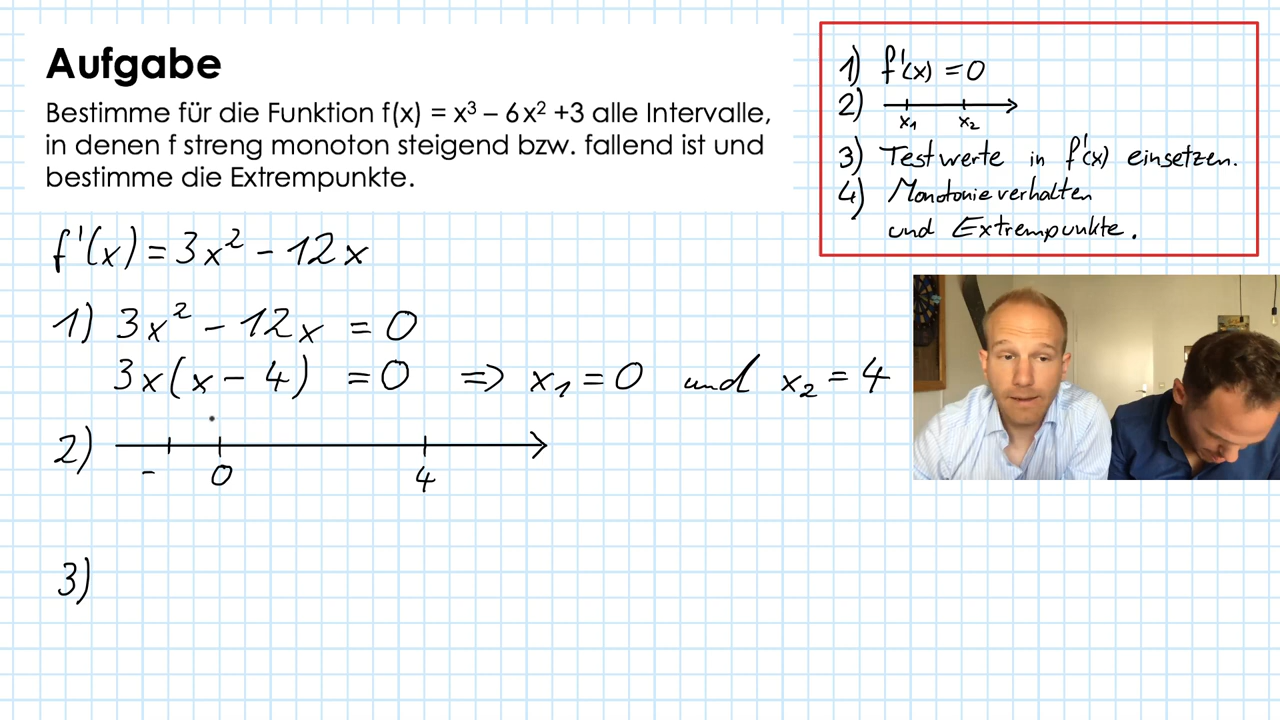 Aufgabe
Bestimme für die Funktion f(x) = x³ – 6x² +3 alle Intervalle,
in denen f streng monoton steigend bzw. fallend ist und
bestimme die Extrempunkte.
1) f'(x) = 0
2)
x₁ x₂
3) Testwerte in f'(x) einsetzen.
4) Monotonieverhalten
und Extrempunkte.
f'(x) = 3x² - 12x
1) 3x² - 12x = 0
3x(x - 4) = 0 => x₁ = 0 und x₂ = 4
2)
- 0 4
3)